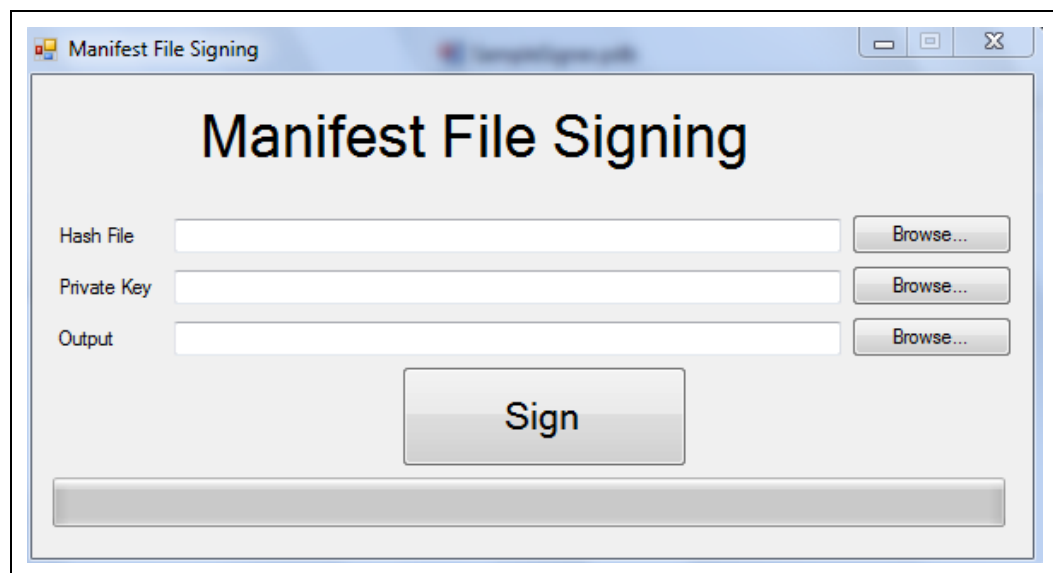 Manifest File Signing
Manifest File Signing
Hash File
Browse...
Private Key
Browse...
Output
Browse...
Sign